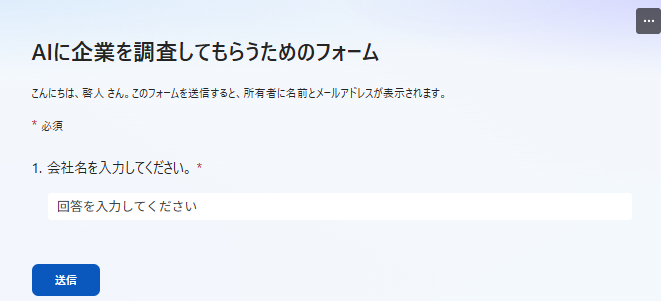 AIに企業を調査してもらうためのフォーム
こんにちは、啓人 さん。このフォームを送信すると、所有者に名前とメールアドレスが表示されます。
* 必須
1. 会社名を入力してください。 *
回答を入力してください
送信